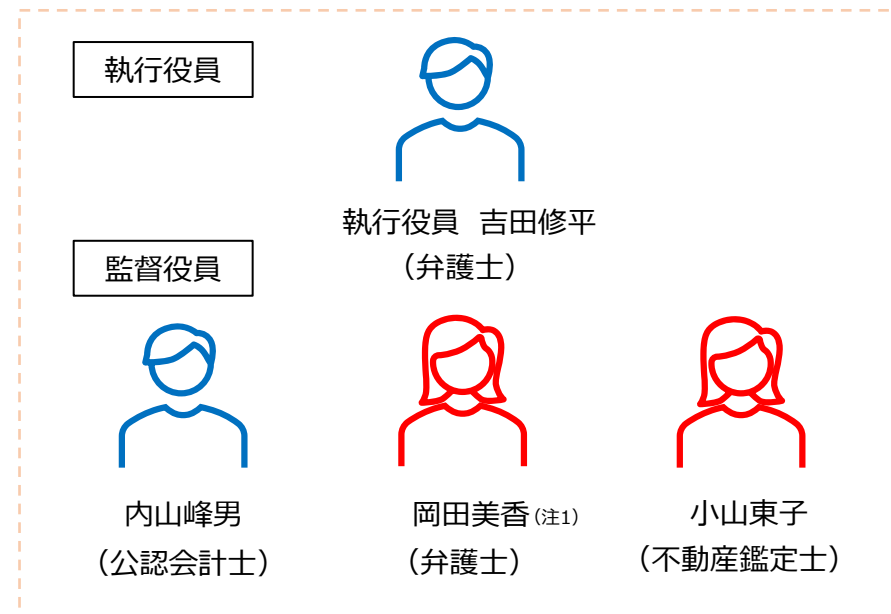 執行役員
執行役員 吉田修平
(弁護士)
監督役員
内山峰男
(公認会計士)
岡田美香(注1)
(弁護士)
小山東子
(不動産鑑定士)